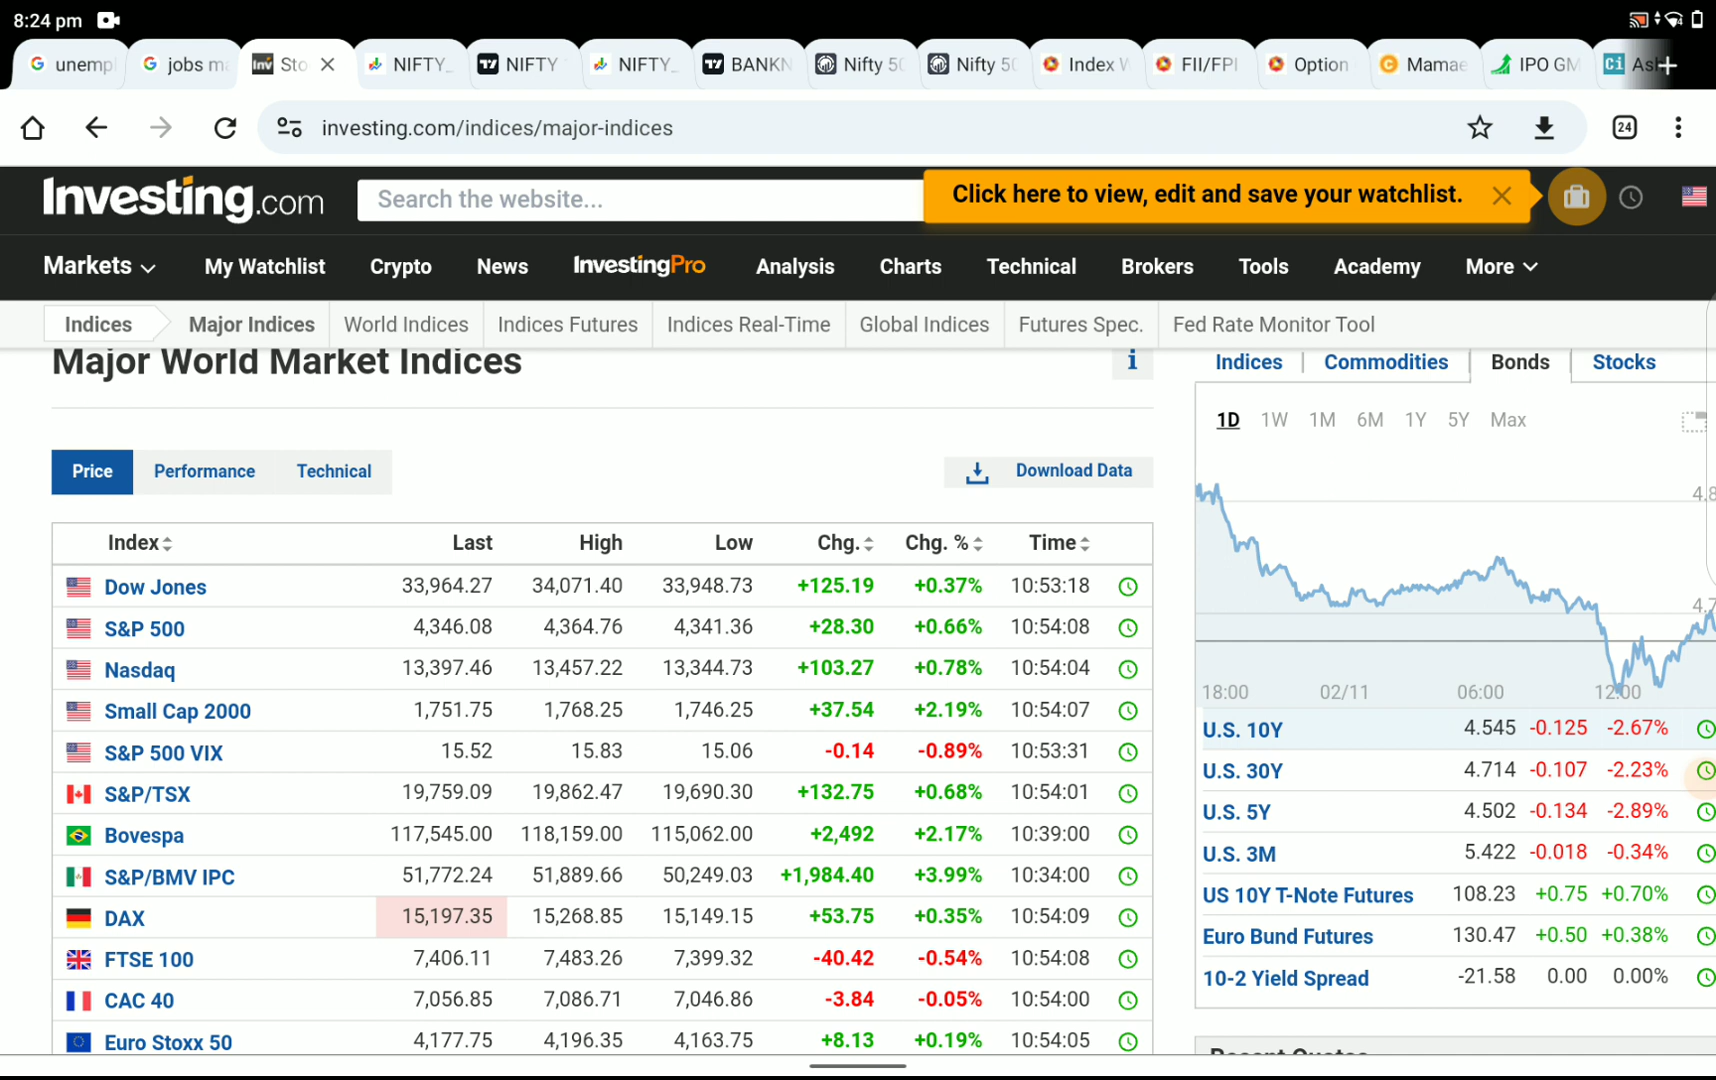 8:24 pm
unemp jobs ma Sto NIFTY_ NIFTY NIFTY_ BANKN Nifty 50 Nifty 50 Index W FII/FPI Option Mamae IPO GM Ci Ash
investing.com/indices/major-indices 24
Investing.com Search the website... Click here to view, edit and save your watchlist.
Markets My Watchlist Crypto News InvestingPro Analysis Charts Technical Brokers Tools Academy More
Indices Major Indices World Indices Indices Futures Indices Real-Time Global Indices Futures Spec. Fed Rate Monitor Tool
Major World Market Indices
Price Performance Technical Download Data
Index Last High Low Chg. Chg. % Time
Dow Jones 33,964.27 34,071.40 33,948.73 +125.19 +0.37% 10:53:18
S&P 500 4,346.08 4,364.76 4,341.36 +28.30 +0.66% 10:54:08
Nasdaq 13,397.46 13,457.22 13,344.73 +103.27 +0.78% 10:54:04
Small Cap 2000 1,751.75 1,768.25 1,746.25 +37.54 +2.19% 10:54:07
S&P 500 VIX 15.52 15.83 15.06 -0.14 -0.89% 10:53:31
S&P/TSX 19,759.09 19,862.47 19,690.30 +132.75 +0.68% 10:54:01
Bovespa 117,545.00 118,159.00 115,062.00 +2,492 +2.17% 10:39:00
S&P/BMV IPC 51,772.24 51,889.66 50,249.03 +1,984.40 +3.99% 10:34:00
DAX 15,197.35 15,268.85 15,149.15 +53.75 +0.35% 10:54:09
FTSE 100 7,406.11 7,483.26 7,399.32 -40.42 -0.54% 10:54:08
CAC 40 7,056.85 7,086.71 7,046.86 -3.84 -0.05% 10:54:00
Euro Stoxx 50 4,177.75 4,196.35 4,163.75 +8.13 +0.19% 10:54:05
Indices Commodities Bonds Stocks
1D 1W 1M 6M 1Y 5Y Max
4.8
4.7
18:00 02/11 06:00 12:00
U.S. 10Y 4.545 -0.125 -2.67%
U.S. 30Y 4.714 -0.107 -2.23%
U.S. 5Y 4.502 -0.134 -2.89%
U.S. 3M 5.422 -0.018 -0.34%
US 10Y T-Note Futures 108.23 +0.75 +0.70%
Euro Bund Futures 130.47 +0.50 +0.38%
10-2 Yield Spread -21.58 0.00 0.00%
Recent Quotes